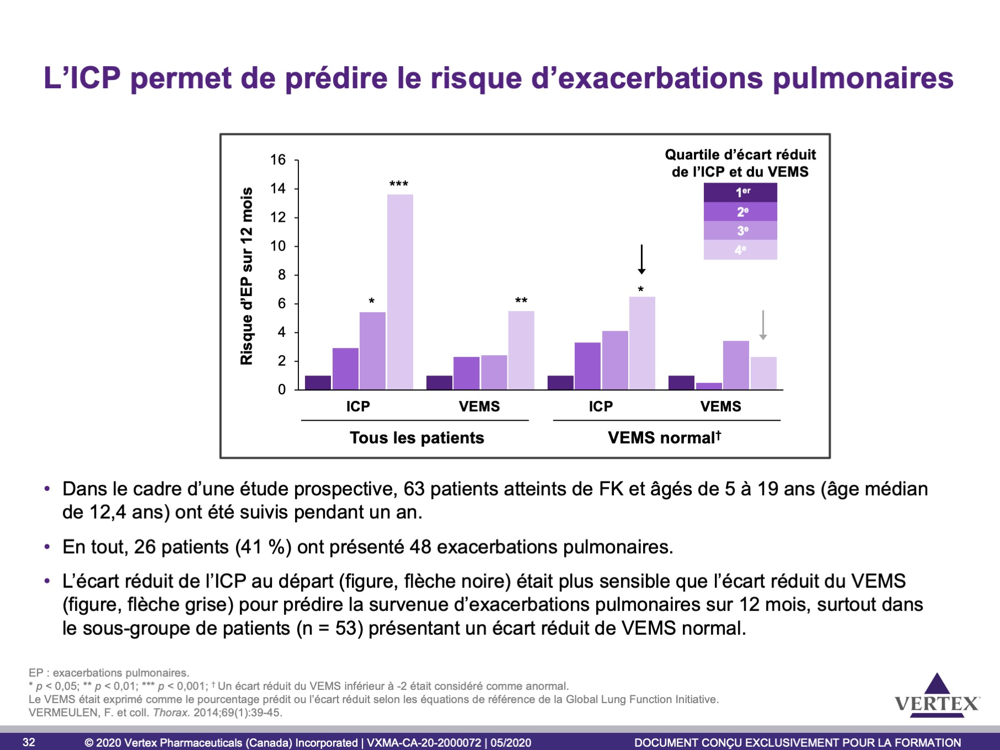 L’ICP permet de prédire le risque d’exacerbations pulmonaires
Quartile d’écart réduit
de l’ICP et du VEMS
1er
2e
3e
4e
Risque d’EP sur 12 mois
16
14
12
10
8
6
4
2
0
*
***
**
*
ICP
VEMS
ICP
VEMS
Tous les patients
VEMS normal†
• Dans le cadre d’une étude prospective, 63 patients atteints de FK et âgés de 5 à 19 ans (âge médian
de 12,4 ans) ont été suivis pendant un an.
• En tout, 26 patients (41 %) ont présenté 48 exacerbations pulmonaires.
• L’écart réduit de l’ICP au départ (figure, flèche noire) était plus sensible que l’écart réduit du VEMS
(figure, flèche grise) pour prédire la survenue d’exacerbations pulmonaires sur 12 mois, surtout dans
le sous-groupe de patients (n = 53) présentant un écart réduit de VEMS normal.
EP : exacerbations pulmonaires.
* p < 0,05; ** p < 0,01; *** p < 0,001; † Un écart réduit du VEMS inférieur à -2 était considéré comme anormal.
Le VEMS était exprimé comme le pourcentage prédit ou l’écart réduit selon les équations de référence de la Global Lung Function Initiative.
VERMEULEN, F. et coll. Thorax. 2014;69(1):39-45.
VERTEX
32
© 2020 Vertex Pharmaceuticals (Canada) Incorporated | VXMA-CA-20-2000072 | 05/2020
DOCUMENT CONÇU EXCLUSIVEMENT POUR LA FORMATION